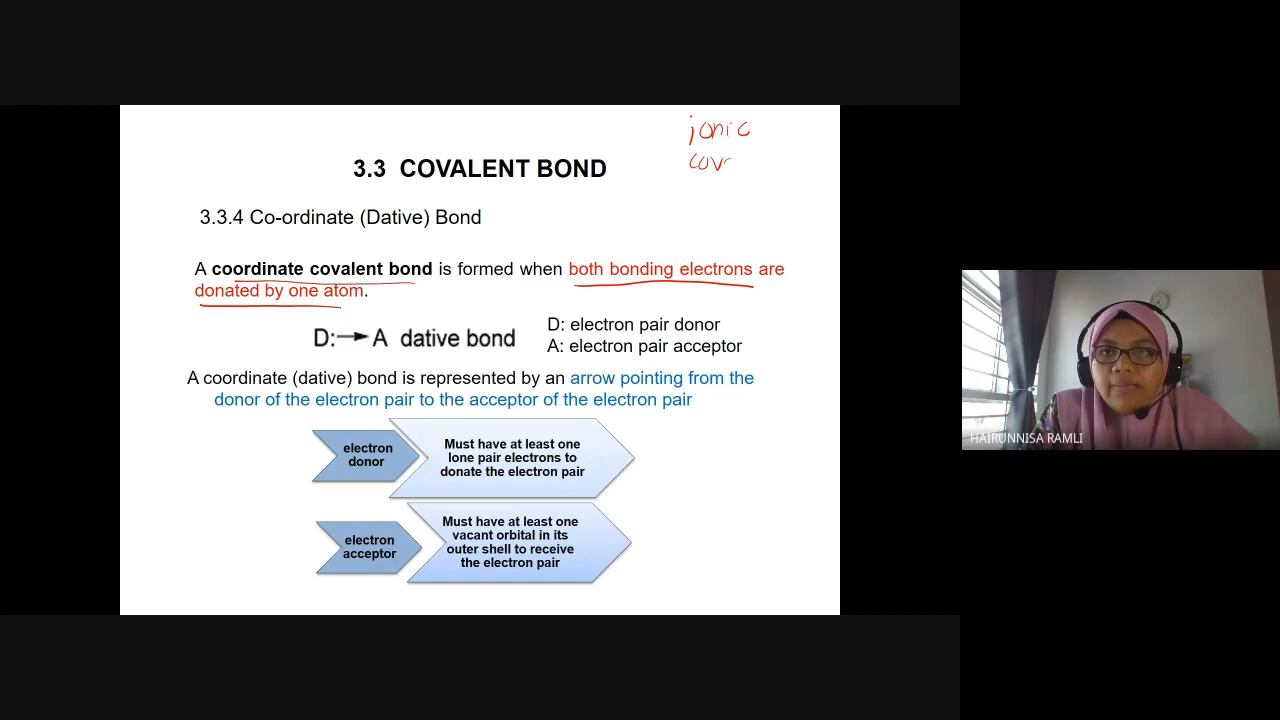 ionic
cov
3.3 COVALENT BOND
3.3.4 Co-ordinate (Dative) Bond
A coordinate covalent bond is formed when both bonding electrons are
donated by one atom.
D:→A dative bond
D: electron pair donor
A: electron pair acceptor
A coordinate (dative) bond is represented by an arrow pointing from the
donor of the electron pair to the acceptor of the electron pair
electron
donor
Must have at least one
lone pair electrons to
donate the electron pair
electron
acceptor
Must have at least one
vacant orbital in its
outer shell to receive
the electron pair
HAIRUNNISA RAMLI